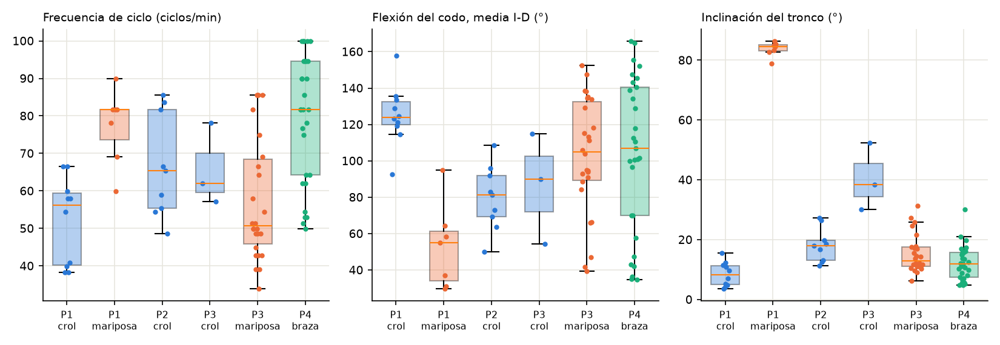 Frecuencia de ciclo (ciclos/min)
100
90
80
70
60
50
40
P1 crol
P1 mariposa
P2 crol
P3 crol
P3 mariposa
P4 braza
Flexión del codo, media I-D (°)
160
140
120
100
80
60
40
P1 crol
P1 mariposa
P2 crol
P3 crol
P3 mariposa
P4 braza
Inclinación del tronco (°)
80
60
40
20
0
P1 crol
P1 mariposa
P2 crol
P3 crol
P3 mariposa
P4 braza